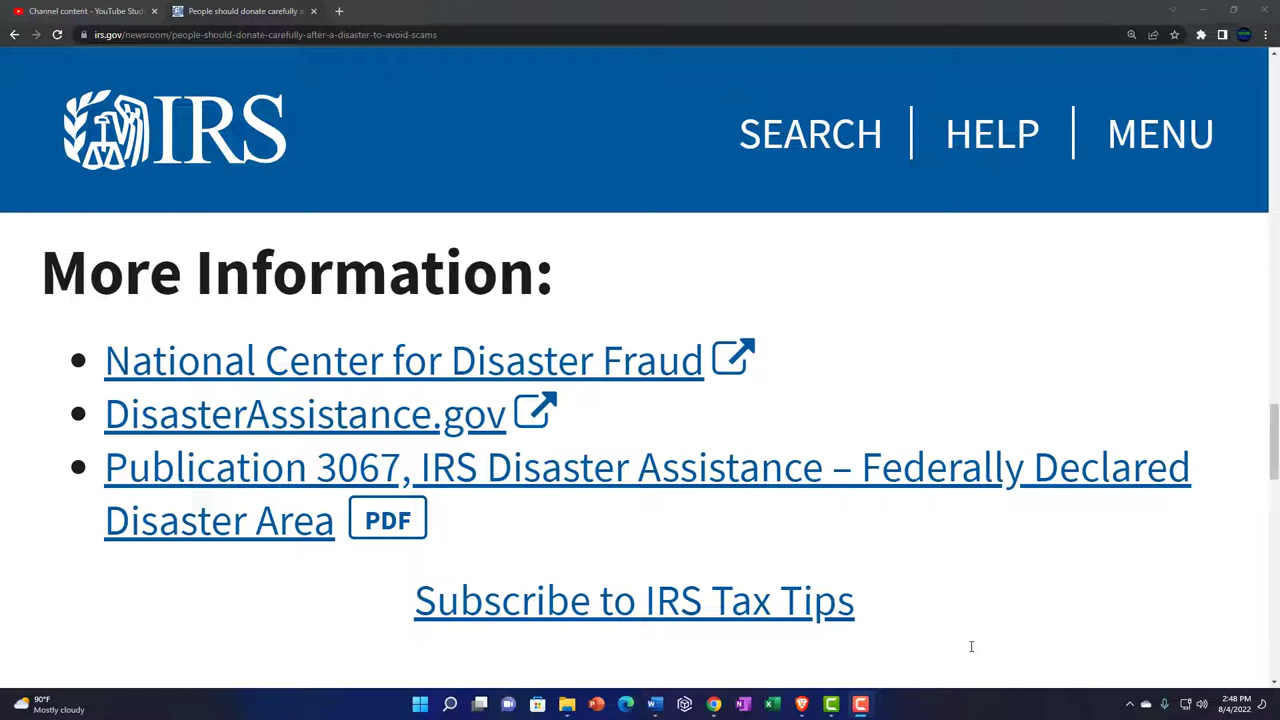 Channel content - YouTube Stud
People should donate carefully a
irs.gov/newsroom/people-should-donate-carefully-after-a-disaster-to-avoid-scams
IRS
SEARCH
HELP
MENU
More Information:
National Center for Disaster Fraud
DisasterAssistance.gov
Publication 3067, IRS Disaster Assistance – Federally Declared
Disaster Area PDF
Subscribe to IRS Tax Tips
90°F
Mostly cloudy
2:48 PM
8/4/2022